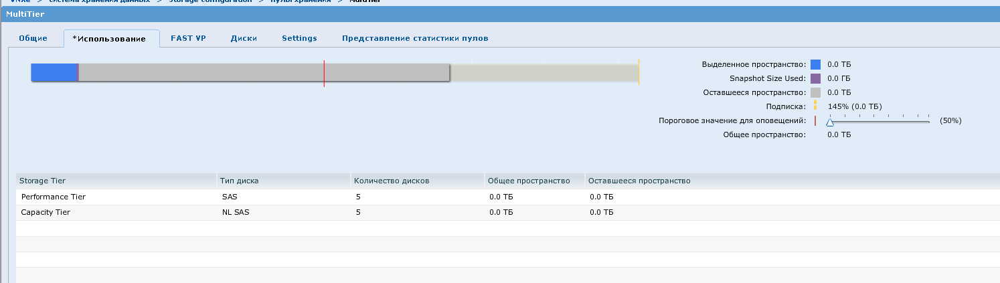 VNXe > Система хранения данных > Storage Configuration > Пулы хранения > MultiTier
MultiTier
Общие *Использование FAST VP Диски Settings Представление статистики пулов
Выделенное пространство: 0.0 ТБ
Snapshot Size Used: 0.0 ГБ
Оставшееся пространство: 0.0 ТБ
Подписка: 145% (0.0 ТБ)
Пороговое значение для оповещений: (50%)
Общее пространство: 0.0 ТБ
Storage Tier Тип диска Количество дисков Общее пространство Оставшееся пространство
Performance Tier SAS 5 0.0 ТБ 0.0 ТБ
Capacity Tier NL SAS 5 0.0 ТБ 0.0 ТБ